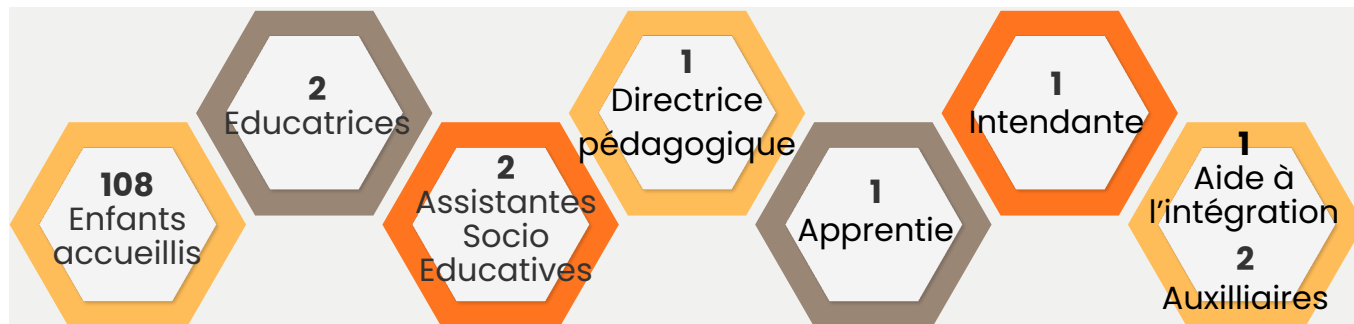 108
Enfants
accueillis
2
Educatrices
2
Assistantes
Socio
Educatives
1
Directrice
pédagogique
1
Apprentie
1
Intendante
1
Aide à
l’intégration
2
Auxilliaires